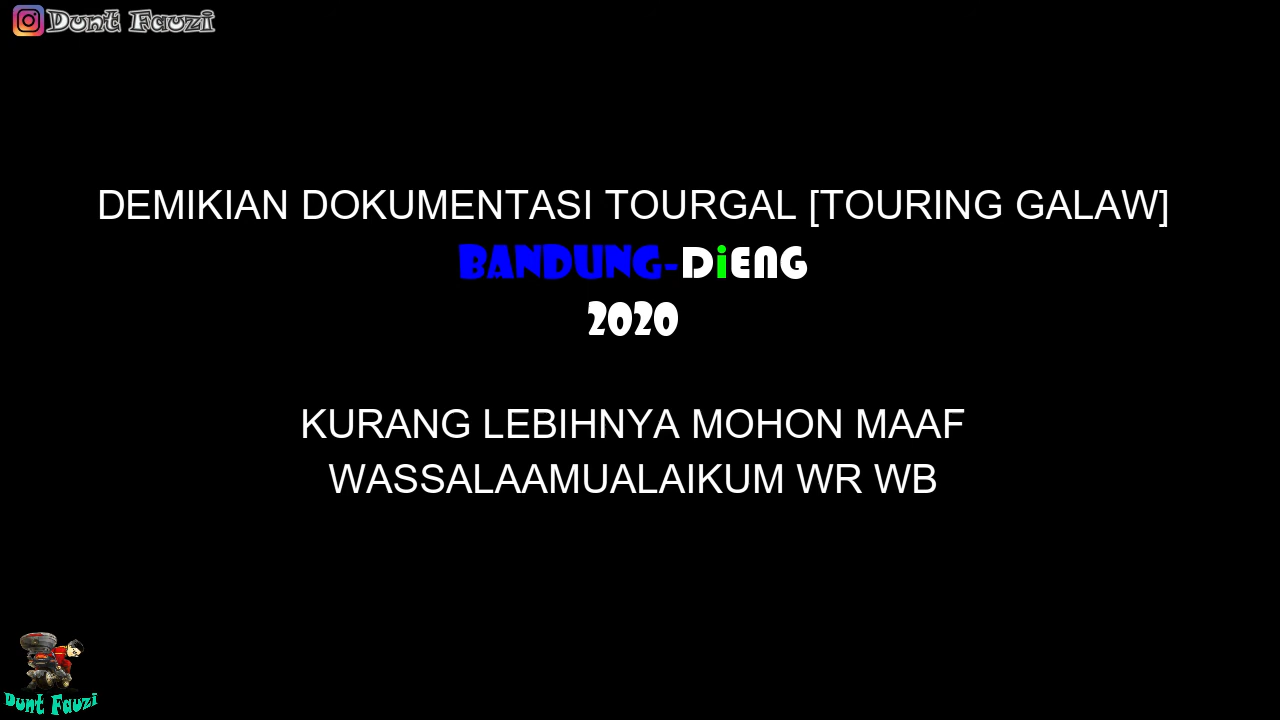 Dunt Fauzi
DEMIKIAN DOKUMENTASI TOURGAL [TOURING GALAW]
BANDUNG-DiENG
2020
KURANG LEBIHNYA MOHON MAAF
WASSALAAMUALAIKUM WR WB
Dunt Fauzi